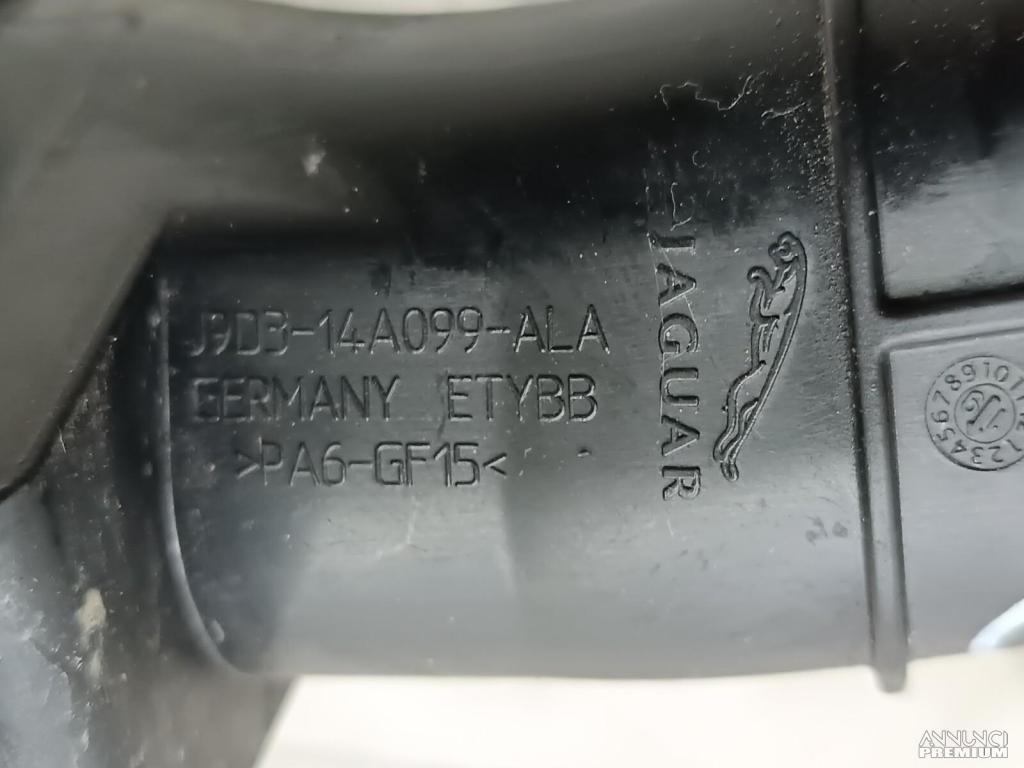 J9D3-14A099-ALA
GERMANY ETYBB
>PA6-GF15<
JAGUAR
ANNUNCI
PREMIUM